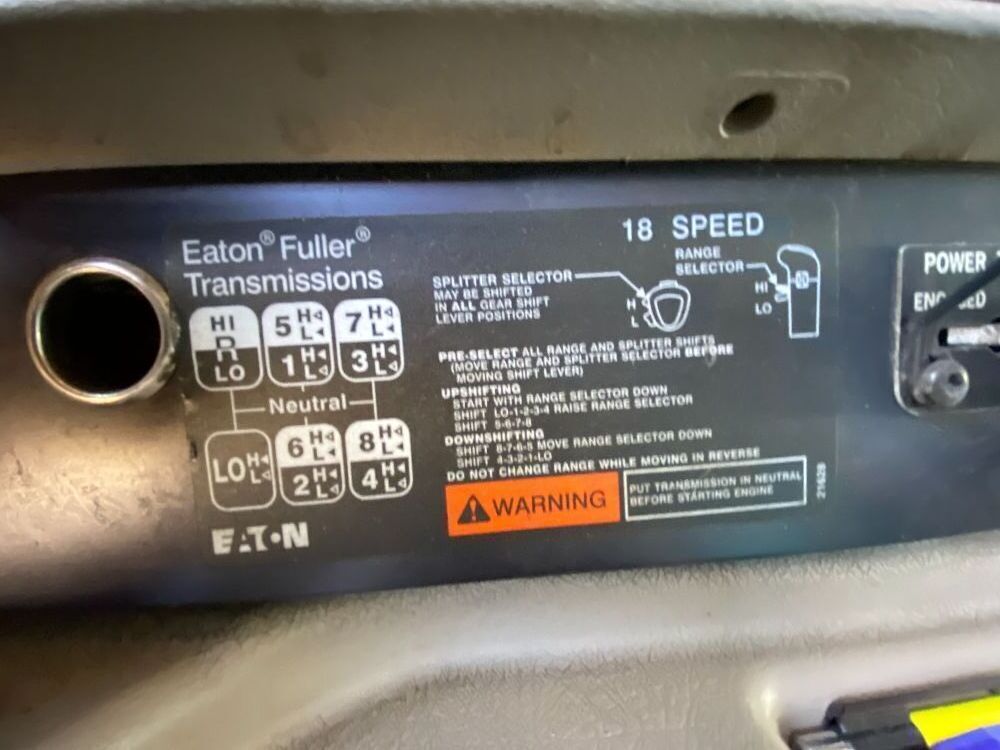 Eaton® Fuller®
Transmissions
18 SPEED
SPLITTER SELECTOR
MAY BE SHIFTED
IN ALL GEAR SHIFT
LEVER POSITIONS
H
L
RANGE
SELECTOR
HI
LO
HI
R
LO
5 H
L
1 H
L
7 H
L
3 H
L
Neutral
LO H
L
6 H
L
2 H
L
8 H
L
4 H
L
EATON
PRE-SELECT ALL RANGE AND SPLITTER SHIFTS
(MOVE RANGE AND SPLITTER SELECTOR BEFORE
MOVING SHIFT LEVER)
UPSHIFTING
START WITH RANGE SELECTOR DOWN
SHIFT LO-1-2-3-4 RAISE RANGE SELECTOR
SHIFT 5-6-7-8
DOWNSHIFTING
SHIFT 8-7-6-5 MOVE RANGE SELECTOR DOWN
SHIFT 4-3-2-1-LO
DO NOT CHANGE RANGE WHILE MOVING IN REVERSE
WARNING
PUT TRANSMISSION IN NEUTRAL
BEFORE STARTING ENGINE
21528
POWER